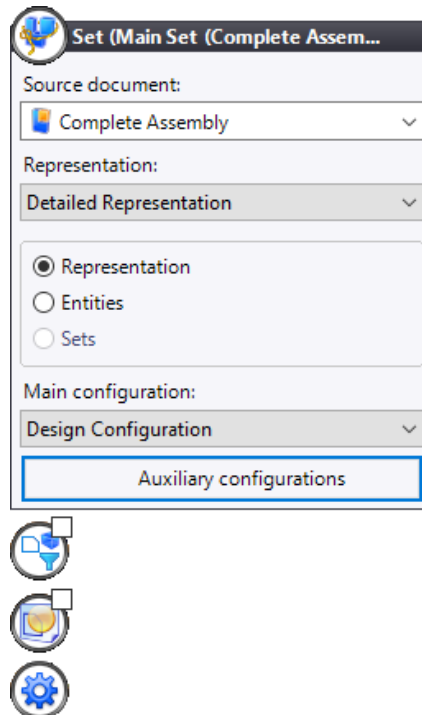 Set (Main Set (Complete Assem...
Source document:
Complete Assembly
Representation:
Detailed Representation
Representation
Entities
Sets
Main configuration:
Design Configuration
Auxiliary configurations